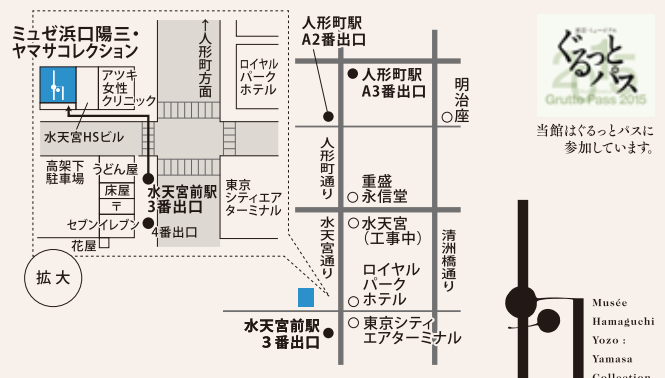 ミュゼ浜口陽三・
ヤマサコレクション
↑人形町方面
アツキ
女性
クリニック
ロイヤル
パーク
ホテル
水天宮HSビル
高架下
駐車場
うどん屋
床屋
〒
セブンイレブン
花屋
水天宮前駅
3番出口
4番出口
東京
シティエア
ターミナル
拡大
人形町駅
A2番出口
人形町駅
A3番出口
明治座
人形町通り
重盛
永信堂
水天宮
（工事中）
水天宮通り
清洲橋通り
ロイヤル
パーク
ホテル
水天宮前駅
3番出口
東京シティ
エアターミナル
ぐるっと
パス
2015
Grutto Pass 2015
当館はぐるっとパスに
参加しています。
Musée
Hamaguchi
Yozo :
Yamasa
Collection